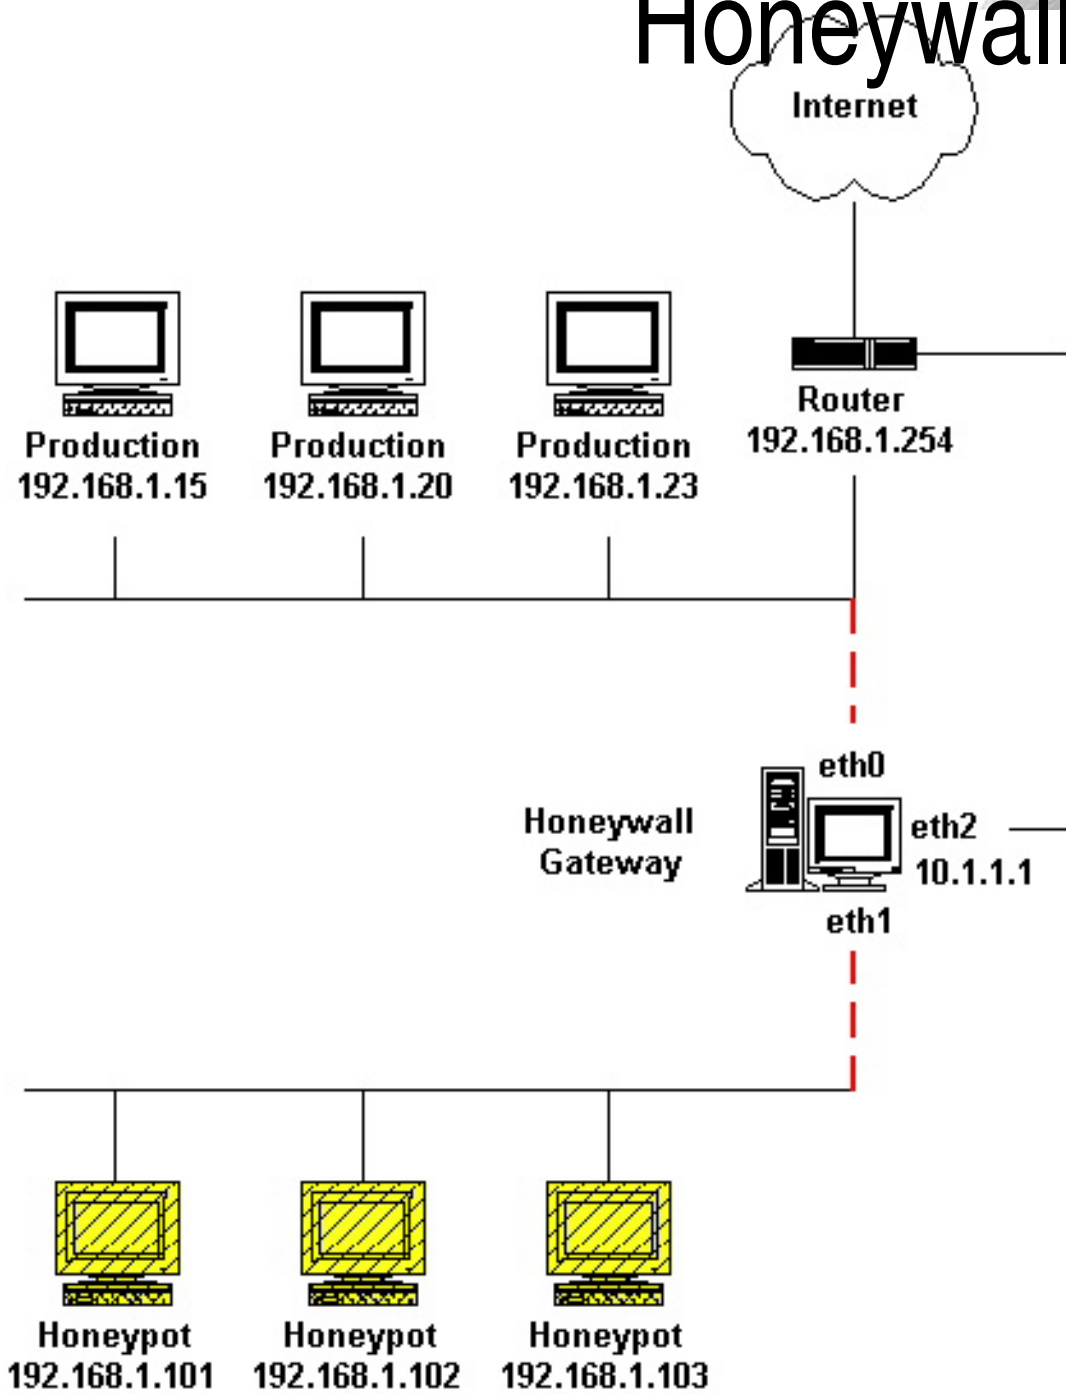 Honeywall
Internet
Router
192.168.1.254
Production
192.168.1.15
Production
192.168.1.20
Production
192.168.1.23
eth0
Honeywall
Gateway
eth2
10.1.1.1
eth1
Honeypot
192.168.1.101
Honeypot
192.168.1.102
Honeypot
192.168.1.103